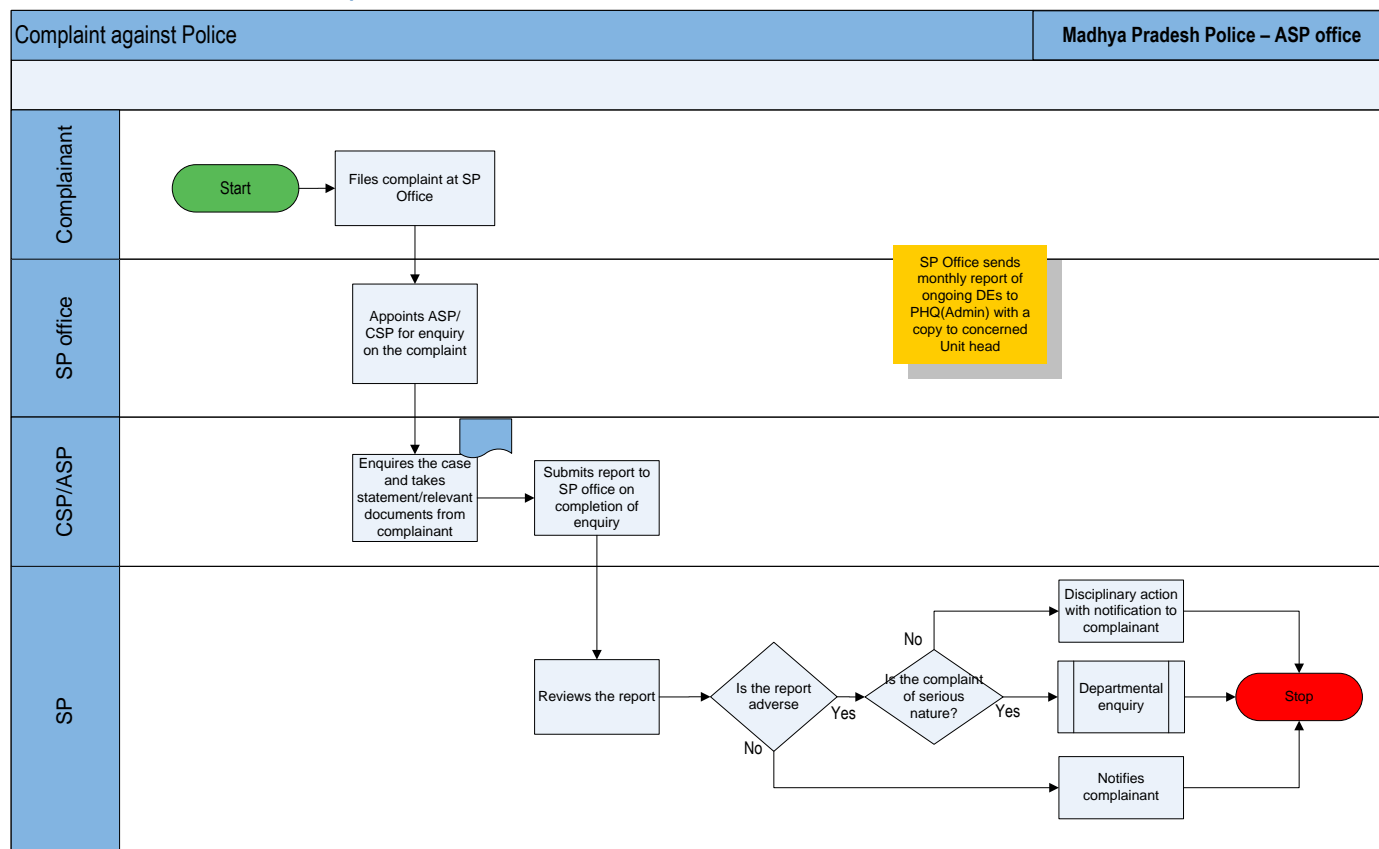 Complaint against Police
Madhya Pradesh Police – ASP office
Complainant
Start
Files complaint at SP
Office
SP office
Appoints ASP/
CSP for enquiry
on the complaint
SP Office sends
monthly report of
ongoing DEs to
PHQ(Admin) with a
copy to concerned
Unit head
CSP/ASP
Enquires the case
and takes
statement/relevant
documents from
complainant
Submits report to
SP office on
completion of
enquiry
SP
Reviews the report
Is the report
adverse
Yes
No
Is the complaint
of serious
nature?
No
Yes
Disciplinary action
with notification to
complainant
Departmental
enquiry
Notifies
complainant
Stop